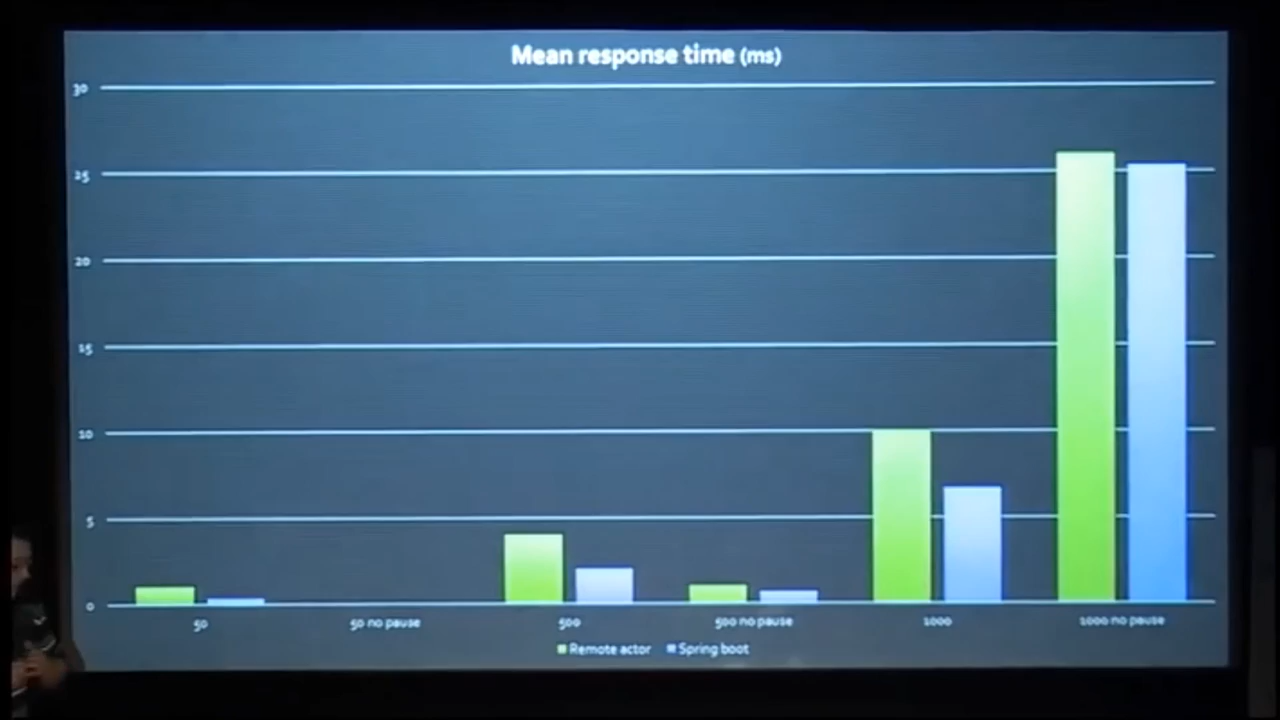 Mean response time (ms)
30
25
20
15
10
5
0
50 50 no pause 500 500 no pause 1000 1000 no pause
Remote actor Spring boot